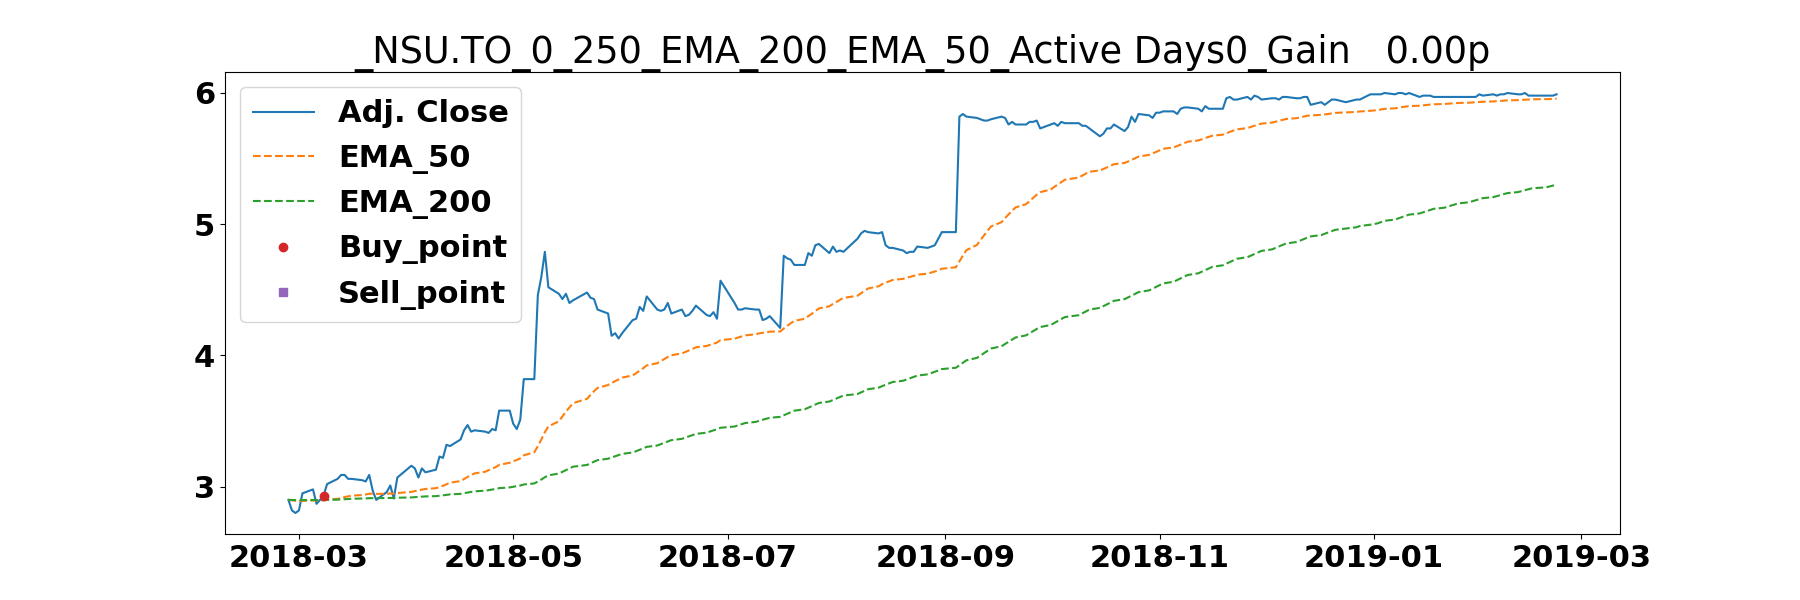 _NSU.TO_0_250_EMA_200_EMA_50_Active Days0_Gain   0.00p
6
5
4
3
Adj. Close
EMA_50
EMA_200
Buy_point
Sell_point
2018-03 2018-05 2018-07 2018-09 2018-11 2019-01 2019-03